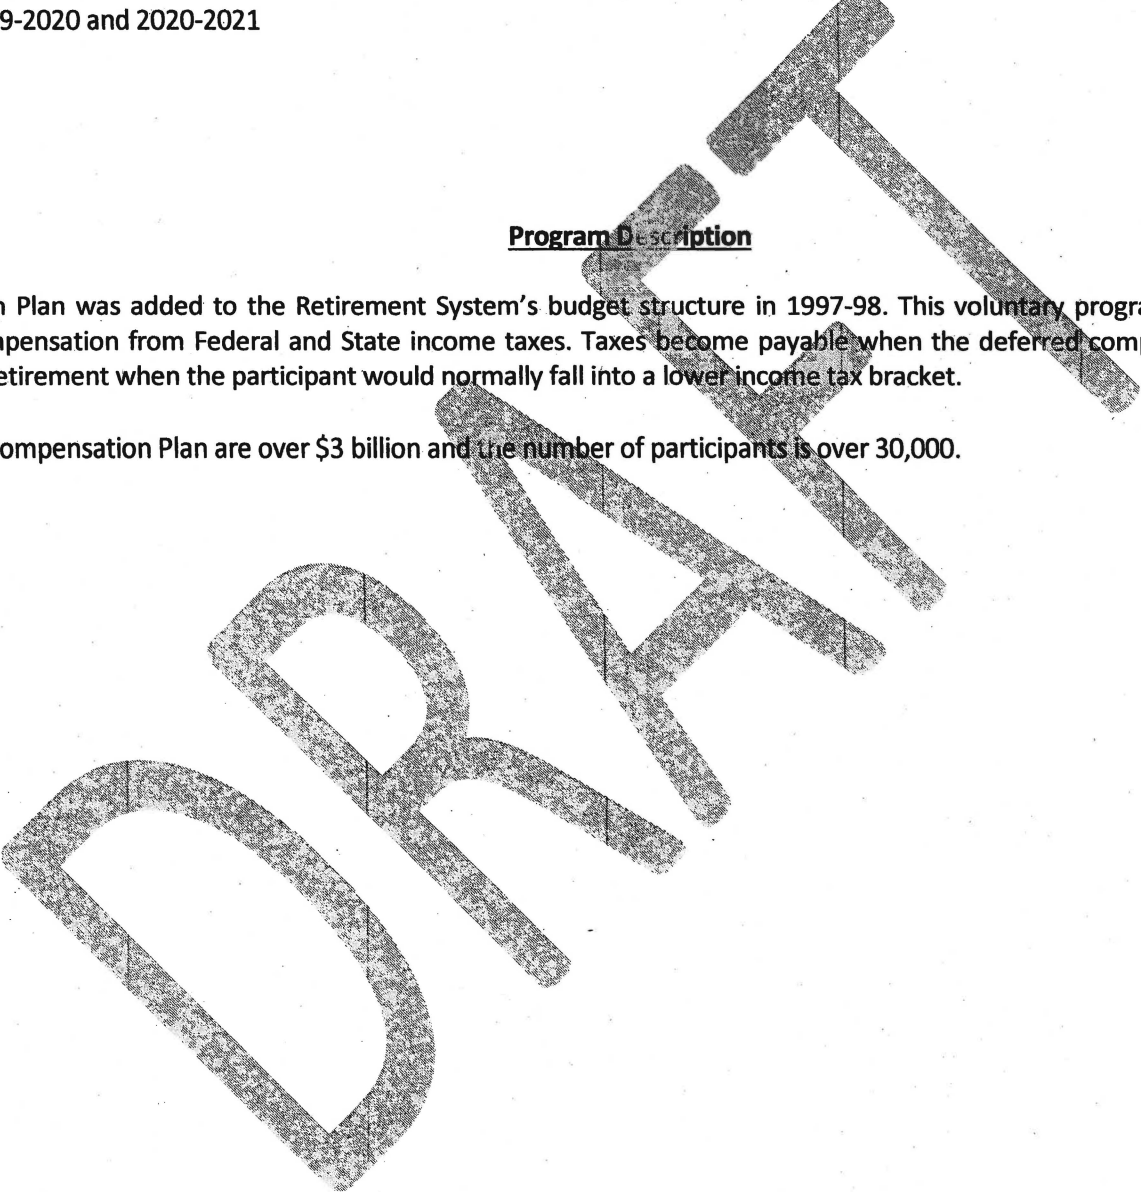 9-2020 and 2020-2021
Program Description
n Plan was added to the Retirement System's budget structure in 1997-98. This voluntary progra
mpensation from Federal and State income taxes. Taxes become payable when the deferred comp
etirement when the participant would normally fall into a lower income tax bracket.
ompensation Plan are over $3 billion and the number of participants is over 30,000.
DRAFT